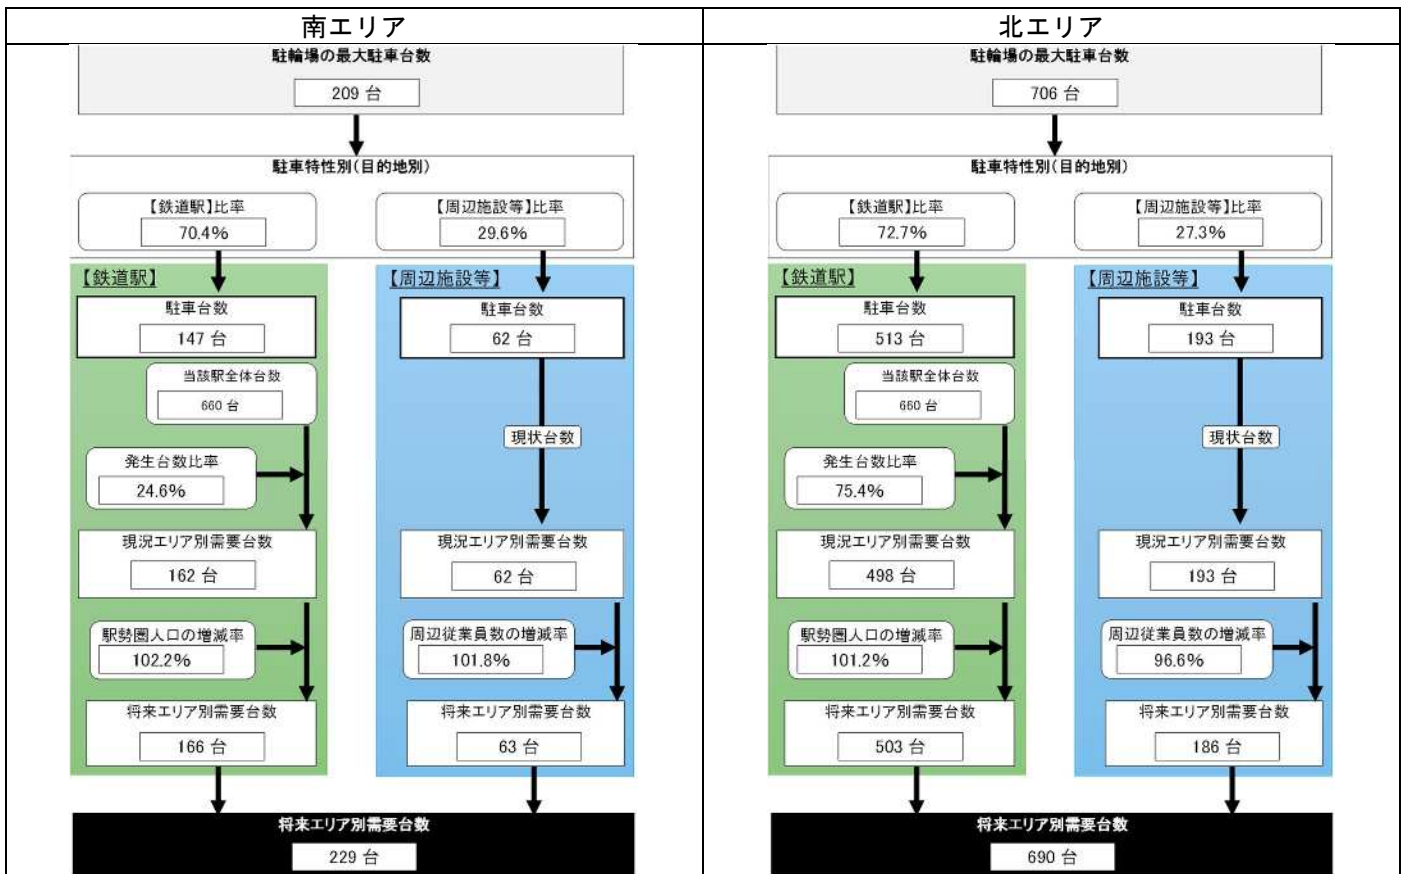 南エリア
駐輪場の最大駐車台数
209 台
駐車特性別(目的地別)
【鉄道駅】比率
70.4%
【周辺施設等】比率
29.6%
【鉄道駅】
駐車台数
147 台
当該駅全体台数
660 台
発生台数比率
24.6%
現況エリア別需要台数
162 台
駅勢圏人口の増減率
102.2%
将来エリア別需要台数
166 台
【周辺施設等】
駐車台数
62 台
現状台数
現況エリア別需要台数
62 台
周辺従業員数の増減率
101.8%
将来エリア別需要台数
63 台
将来エリア別需要台数
229 台
北エリア
駐輪場の最大駐車台数
706 台
駐車特性別(目的地別)
【鉄道駅】比率
72.7%
【周辺施設等】比率
27.3%
【鉄道駅】
駐車台数
513 台
当該駅全体台数
660 台
発生台数比率
75.4%
現況エリア別需要台数
498 台
駅勢圏人口の増減率
101.2%
将来エリア別需要台数
503 台
【周辺施設等】
駐車台数
193 台
現状台数
現況エリア別需要台数
193 台
周辺従業員数の増減率
96.6%
将来エリア別需要台数
186 台
将来エリア別需要台数
690 台